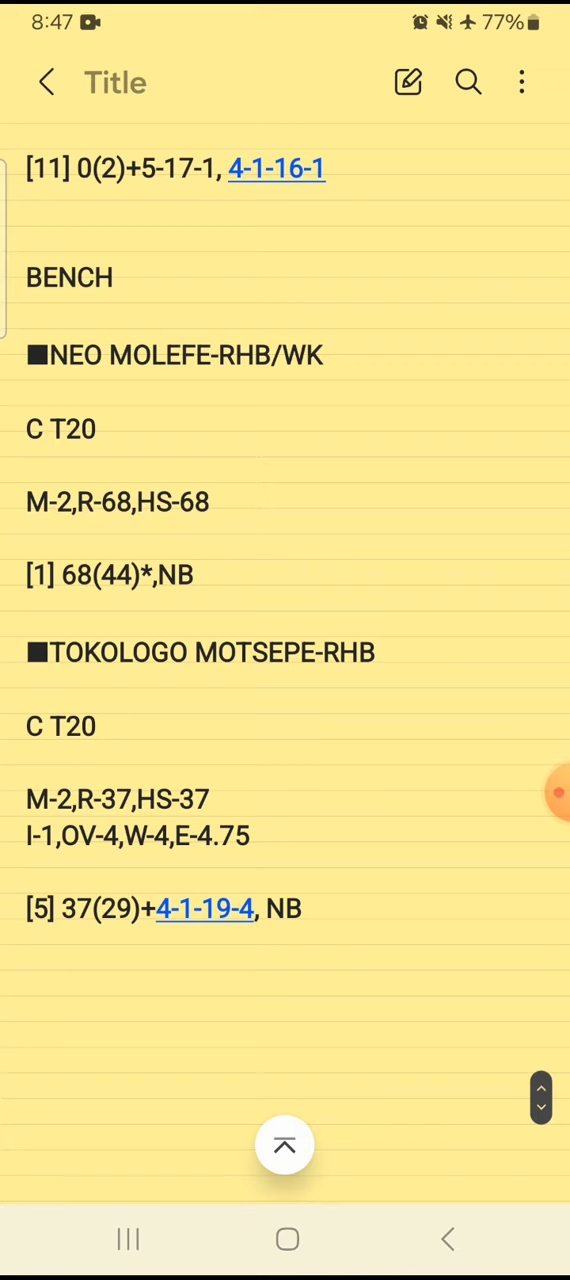 8:47 77%
Title
[11] 0(2)+5-17-1, 4-1-16-1
BENCH
■NEO MOLEFE-RHB/WK
C T20
M-2,R-68,HS-68
[1] 68(44)*,NB
■TOKOLOGO MOTSEPE-RHB
C T20
M-2,R-37,HS-37
I-1,OV-4,W-4,E-4.75
[5] 37(29)+4-1-19-4, NB